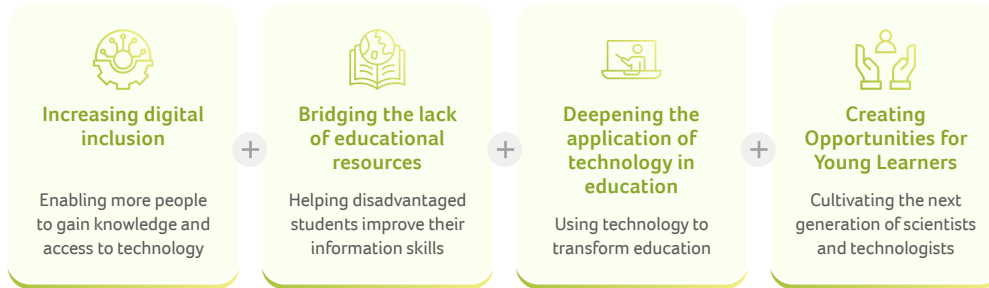 Increasing digital
inclusion
Enabling more people
to gain knowledge and
access to technology
+
Bridging the lack
of educational
resources
Helping disadvantaged
students improve their
information skills
+
Deepening the
application of
technology in
education
Using technology to
transform education
+
Creating
Opportunities for
Young Learners
Cultivating the next
generation of scientists
and technologists